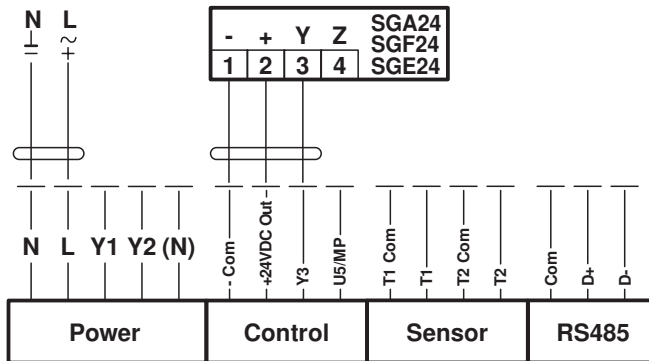 N L
- + Y Z
1 2 3 4
SGA24
SGF24
SGE24
N L Y1 Y2 (N)
- Com
+24VDC Out
Y3
U5/MP
T1 Com
T1
T2 Com
T2
Com
D+
D-
Power Control Sensor RS485